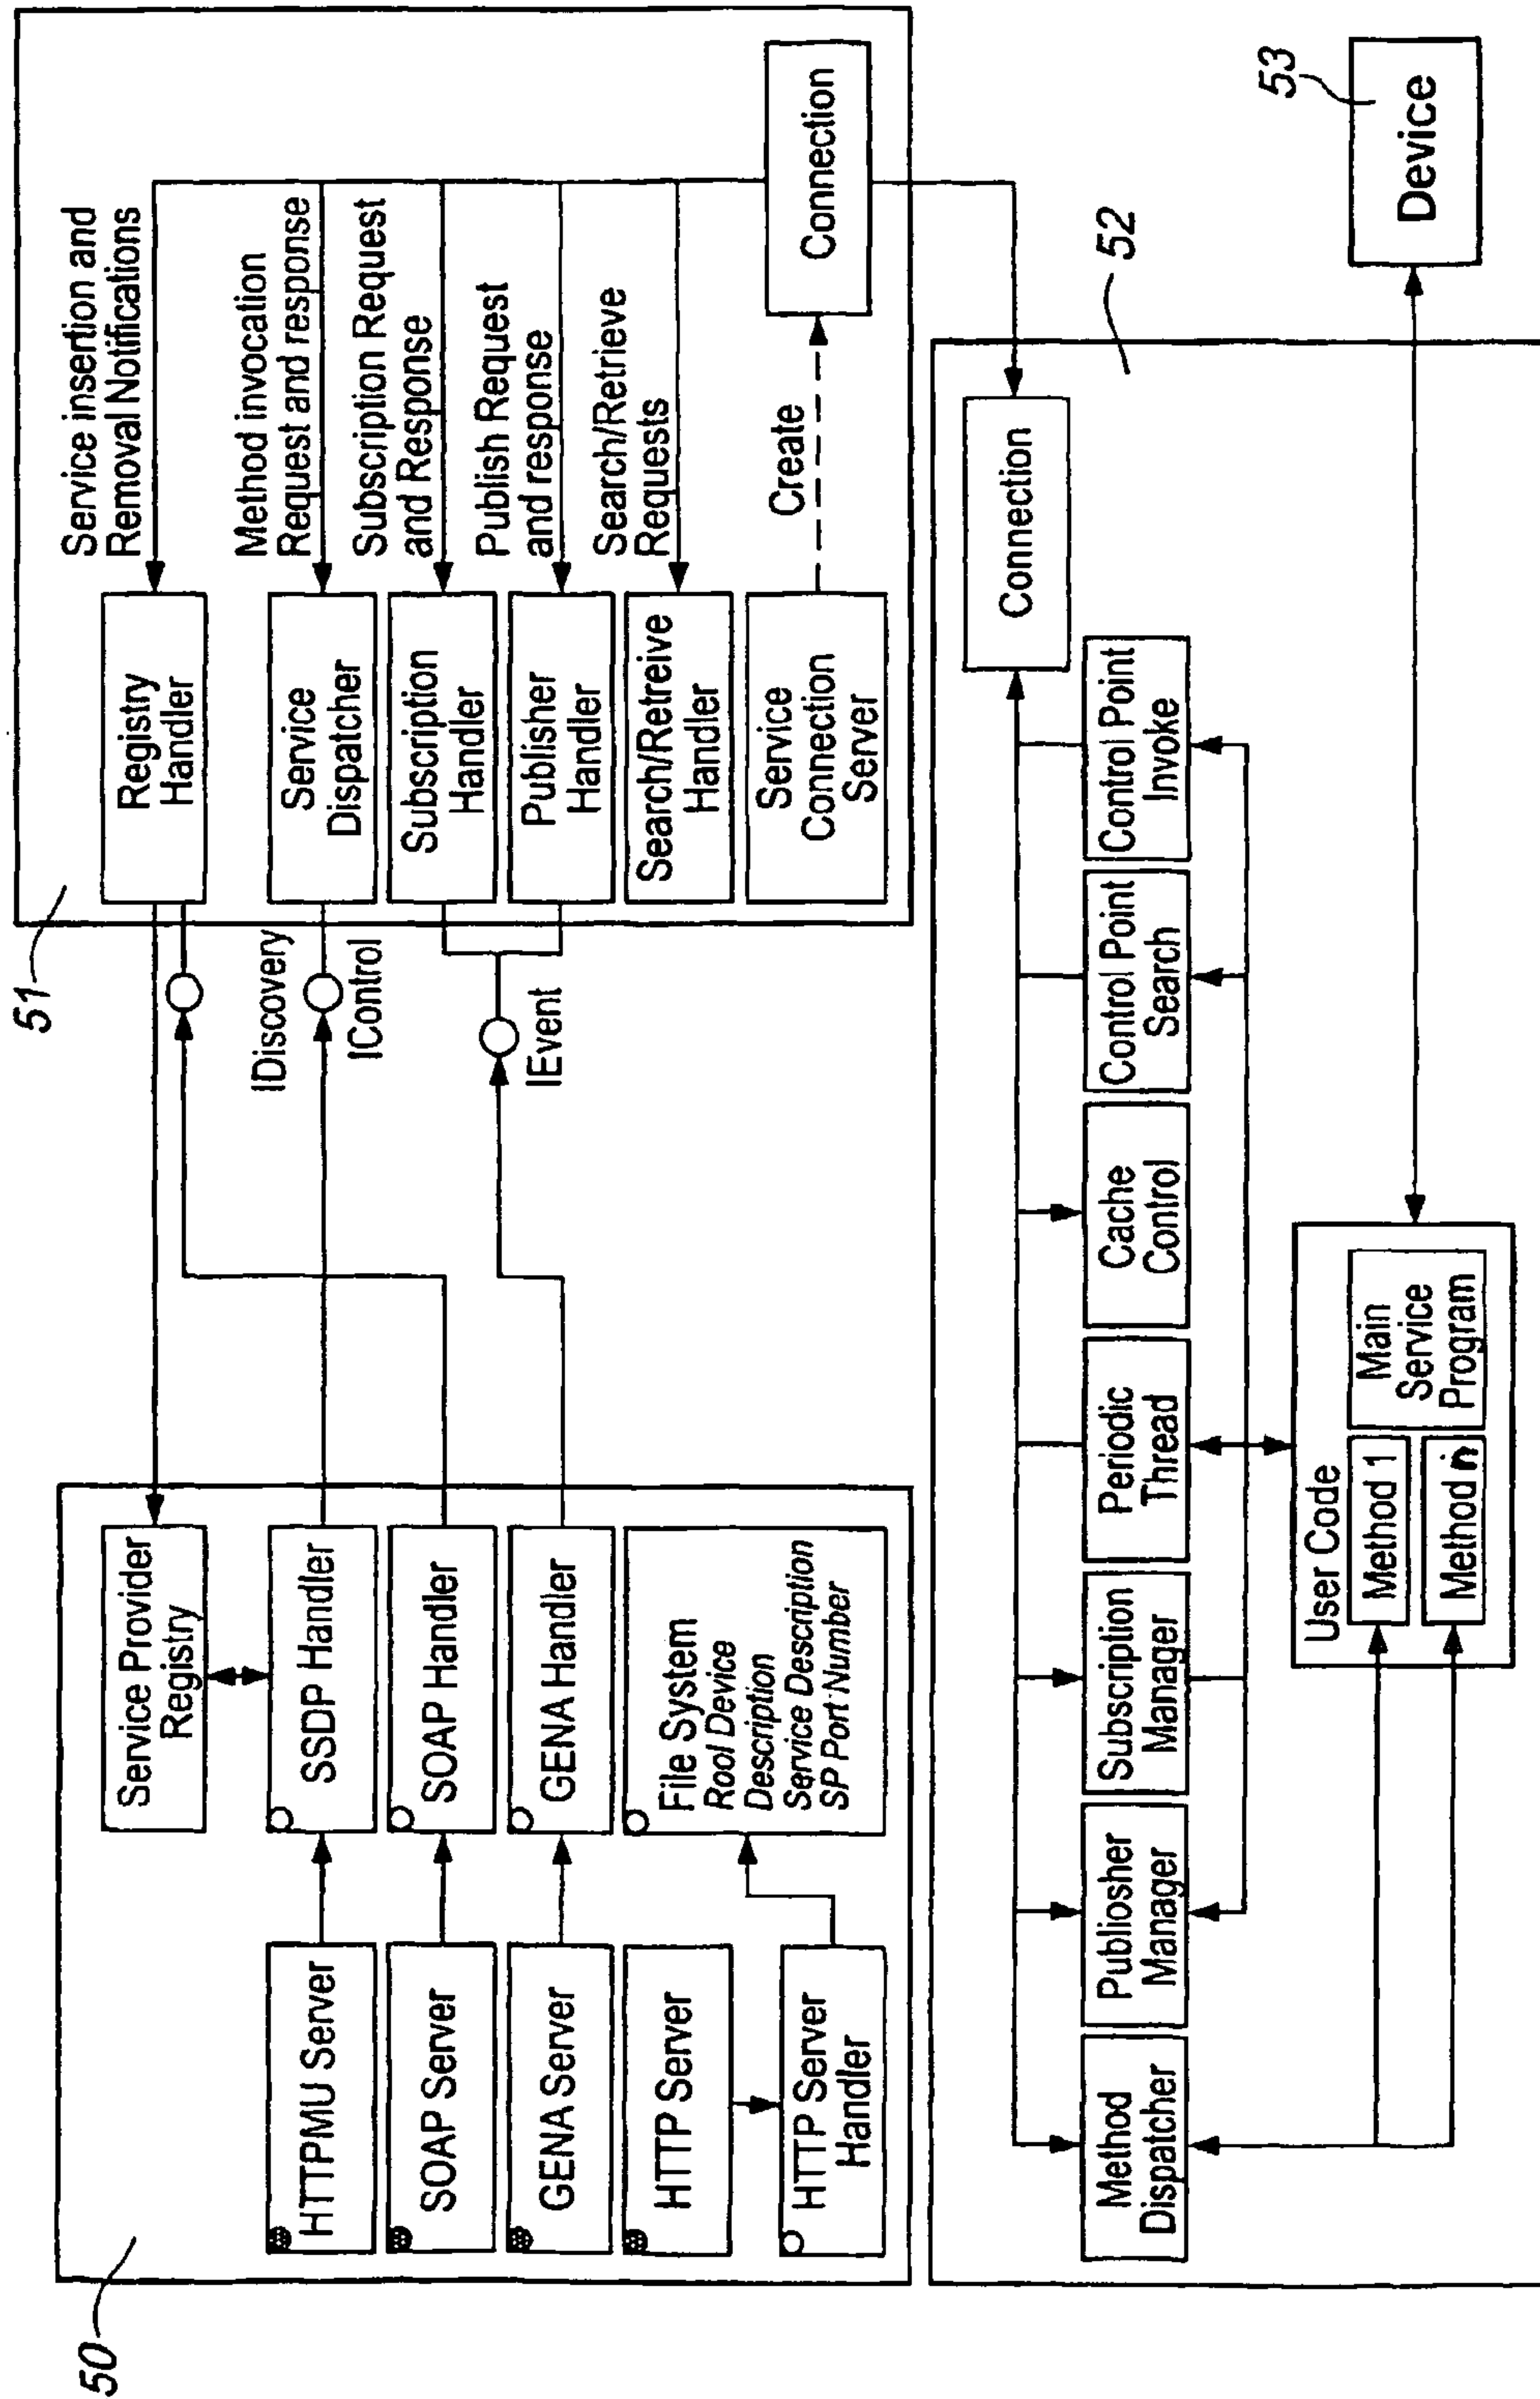 50
HTTPMU Server
SOAP Server
GENA Server
HTTP Server
HTTP Server
Handler
Service Provider
Registry
SSDP Handler
SOAP Handler
GENA Handler
File System
Rool Device
Description
Service Description
SP Port Number
IDiscovery
IControl
IEvent
51
Registry
Handler
Service
Dispatcher
Subscription
Handler
Publisher
Handler
Search/Retreive
Handler
Service
Connection
Server
Service insertion and
Removal Notifications
Method invocation
Request and response
Subscription Request
and Response
Publish Request
and response
Search/Retrieve
Requests
Create
Connection
52
Connection
Method
Dispatcher
Publiosher
Manager
Subscription
Manager
Periodic
Thread
Cache
Control
Control Point
Search
Control Point
Invoke
User Code
Method 1
Method n
Main
Service
Program
53
Device